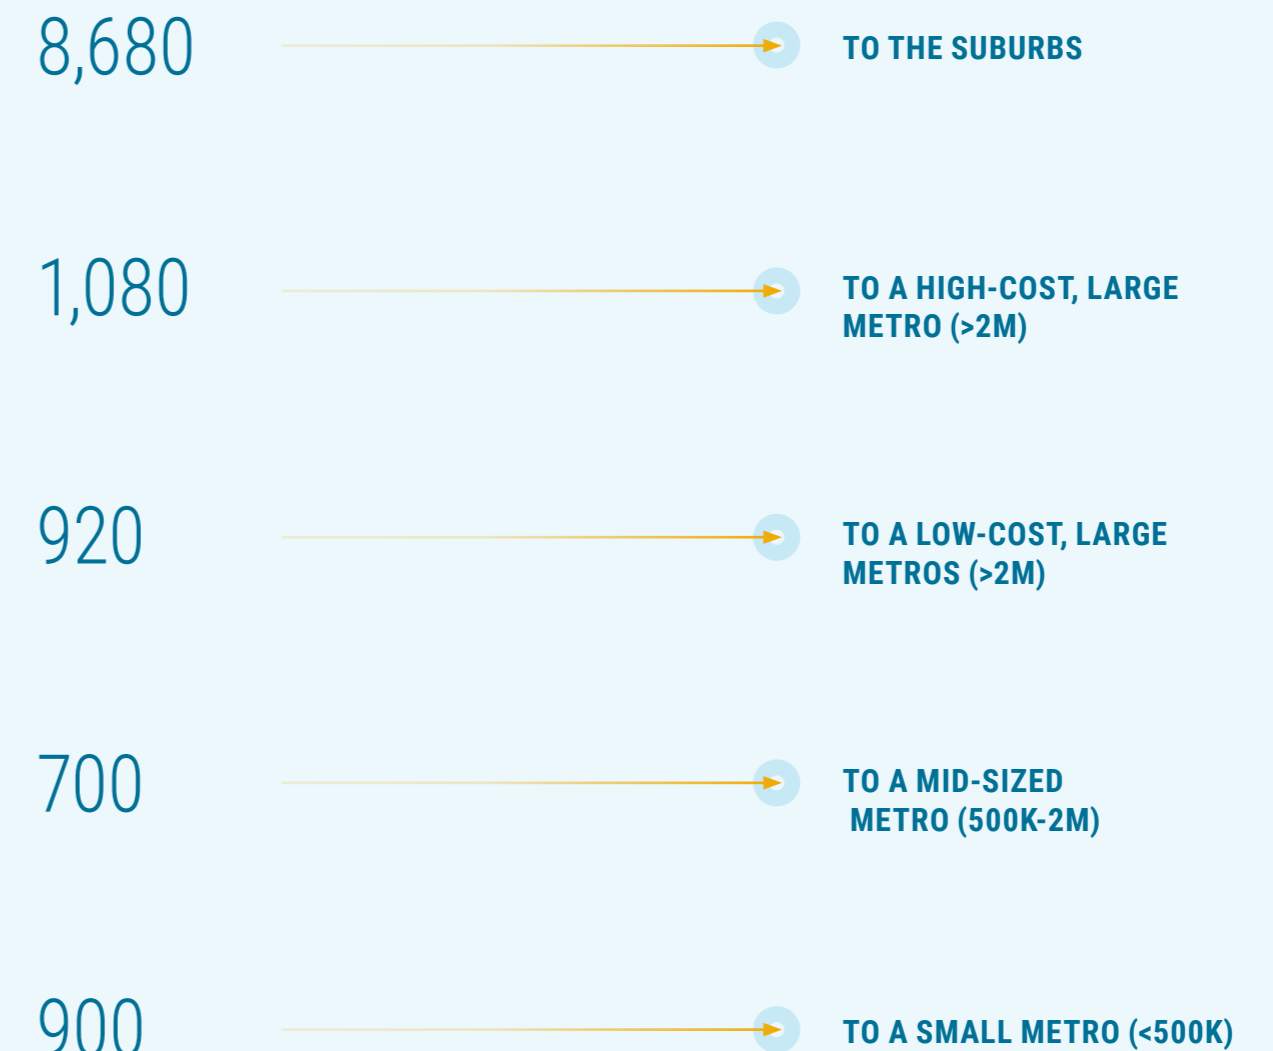 8,680
TO THE SUBURBS
1,080
TO A HIGH-COST, LARGE
METRO (>2M)
920
TO A LOW-COST, LARGE
METROS (>2M)
700
TO A MID-SIZED
METRO (500K-2M)
900
TO A SMALL METRO (<500K)